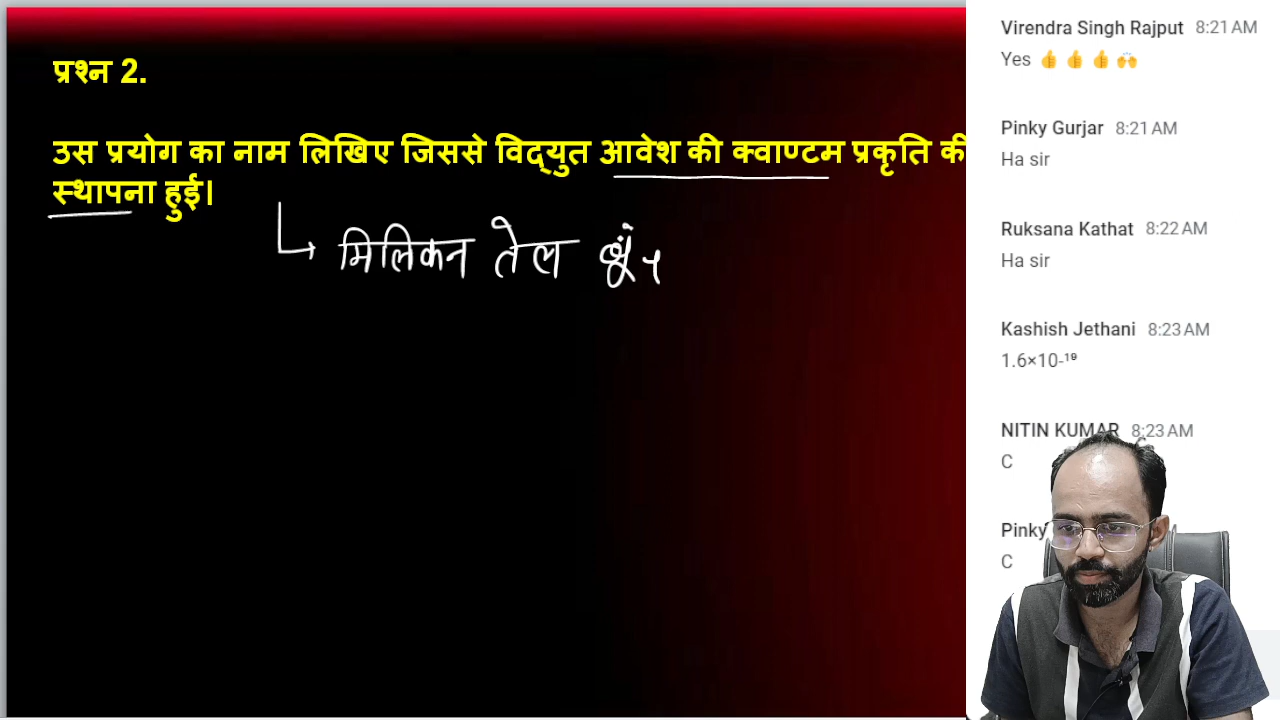 प्रश्न 2.
उस प्रयोग का नाम लिखिए जिससे विद्युत आवेश की क्वाण्टम प्रकृति की
स्थापना हुई।
मिलिकन तेल
Virendra Singh Rajput 8:21 AM
Yes 👍 👍 👍 🙌
Pinky Gurjar 8:21 AM
Ha sir
Ruksana Kathat 8:22 AM
Ha sir
Kashish Jethani 8:23 AM
1.6×10-¹⁹
NITIN KUMAR 8:23 AM
C
Pinky
C